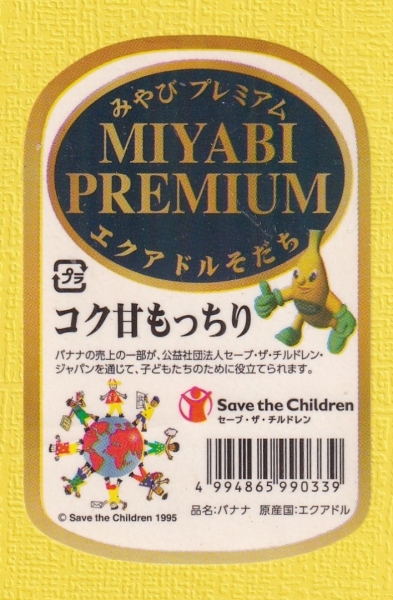 みやび プレミアム
MIYABI
PREMIUM
エクアドルそだち
プラ
コク甘もっちり
バナナの売上の一部が、公益社団法人セーブ・ザ・チルドレン・
ジャパンを通じて、子どもたちのために役立てられます。
Save the Children
セーブ・ザ・チルドレン
4 994865 990339
© Save the Children 1995
品名:バナナ 原産国:エクアドル